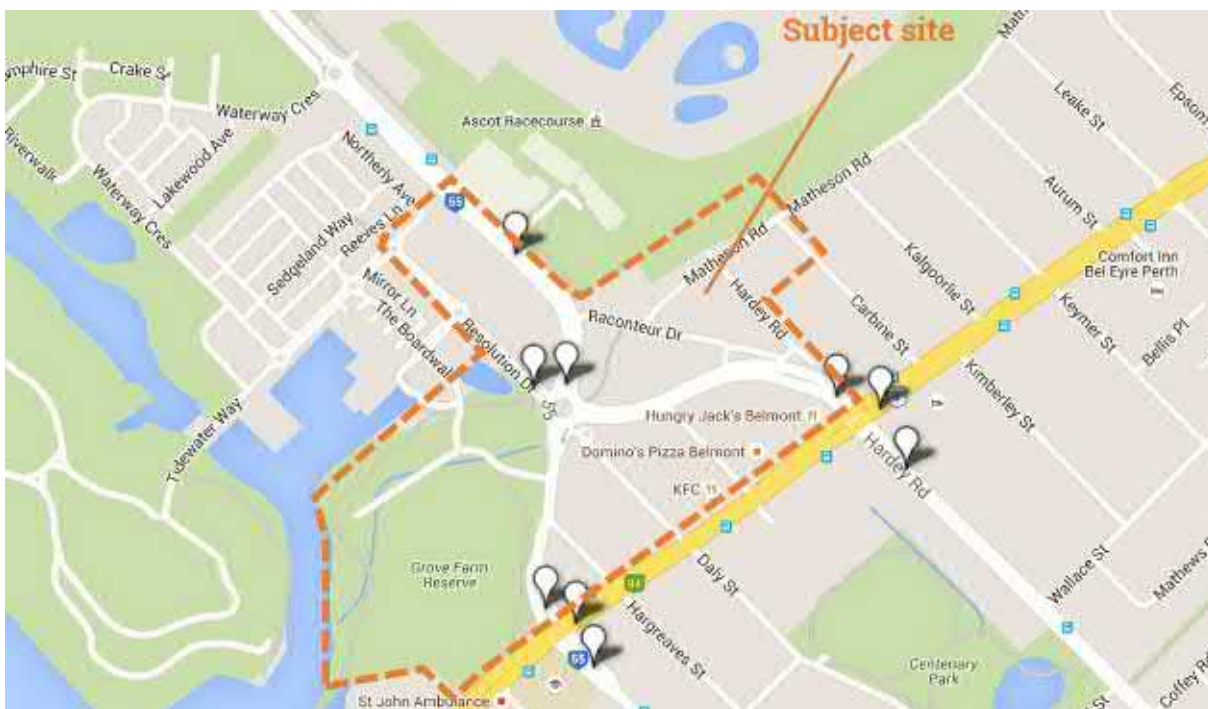 Subject site
Math
Crake St
Waterway Cres
Leake St
Epsom
Ascot Racecourse
Riverwalk
Lakewood Ave
Northerly Ave
Waterway Cres
Reeves Ln
55
Matheson Rd
Aurum St
Sedgeland Way
Matheson Rd
Kalgoorlie St
Comfort Inn
Bel Eyre Perth
Mirror Ln
Hardey Rd
Keymer St
The Boardwal
Raconteur Dr
Carbine St
Bellis Pl
Resolution Dr
55
Kimberley St
Hungry Jack's Belmont
Tidewater Way
Domino's Pizza Belmont
Hardey Rd
KFC
Grove Farm
Reserve
Daly St
Wallace St
Mathews
Hargreaves St
55
Centenary
Park
Coffey Rd
St John Ambulance